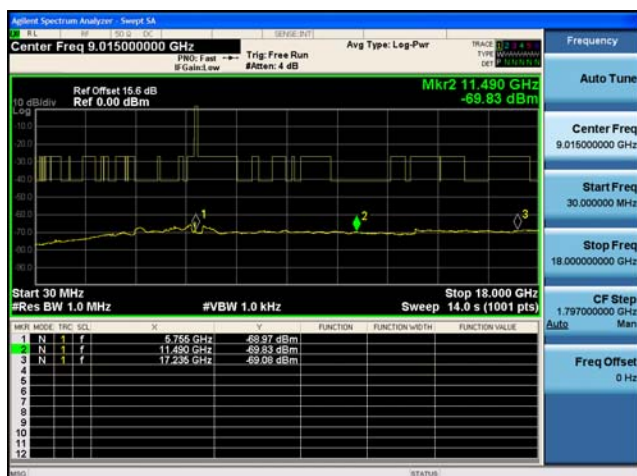 Agilent Spectrum Analyzer - Swept SA
RL RF 50 Ω DC SENSE:INT
Center Freq 9.015000000 GHz
PNO: Fast
IFGain:Low
Trig: Free Run
#Atten: 4 dB
Avg Type: Log-Pwr
TRACE 1 2 3 4 5 6
TYPE
DET P N N N N N
Mkr2 11.490 GHz
-69.83 dBm
Ref Offset 15.6 dB
10 dB/div Ref 0.00 dBm
Log
-10.0
-20.0
-30.0
-40.0
-50.0
-60.0
-70.0
-80.0
-90.0
1
2
3
Start 30 MHz
Stop 18.000 GHz
#Res BW 1.0 MHz
#VBW 1.0 kHz
Sweep 14.0 s (1001 pts)
MKR MODE TRC SCL X Y FUNCTION FUNCTION WIDTH FUNCTION VALUE
1 N 1 f 5.755 GHz -68.97 dBm
2 N 1 f 11.490 GHz -69.83 dBm
3 N 1 f 17.235 GHz -69.08 dBm
4
5
6
7
8
9
10
11
12
MSG
STATUS
Frequency
Auto Tune
Center Freq
9.015000000 GHz
Start Freq
30.000000 MHz
Stop Freq
18.000000000 GHz
CF Step
1.797000000 GHz
Auto Man
Freq Offset
0 Hz